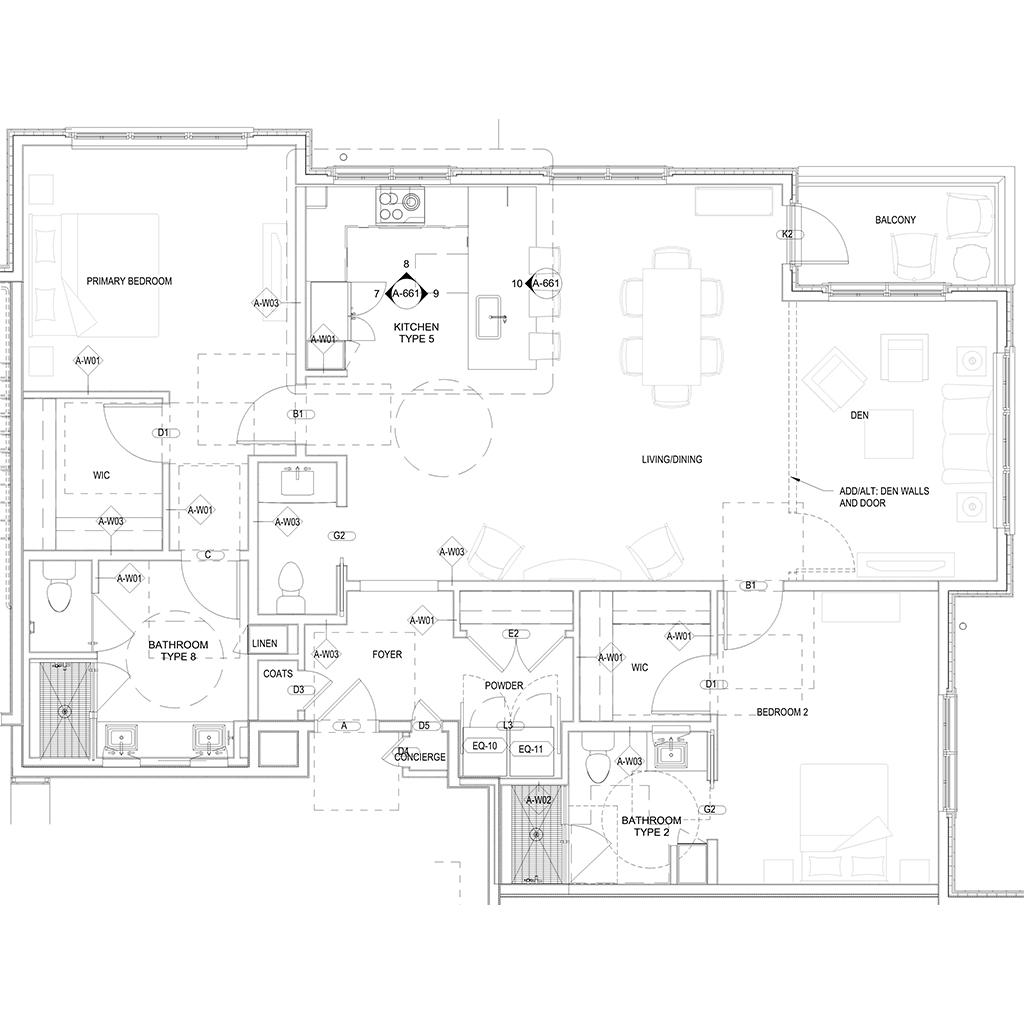 BALCONY
K2
8
PRIMARY BEDROOM
7
A-661
9
10
A-661
A-W03
KITCHEN
TYPE 5
A-W01
A-W01
B1
DEN
D1
LIVING/DINING
WIC
ADD/ALT: DEN WALLS
AND DOOR
A-W03
A-W01
A-W03
G2
C
A-W03
A-W01
B1
A-W01
E2
A-W01
BATHROOM
TYPE 8
LINEN
A-W03
FOYER
A-W01
WIC
COATS
D3
POWDER
D1
BEDROOM 2
A
D5
L3
D4
CONCIERGE
EQ-10
EQ-11
A-W03
A-W02
G2
BATHROOM
TYPE 2